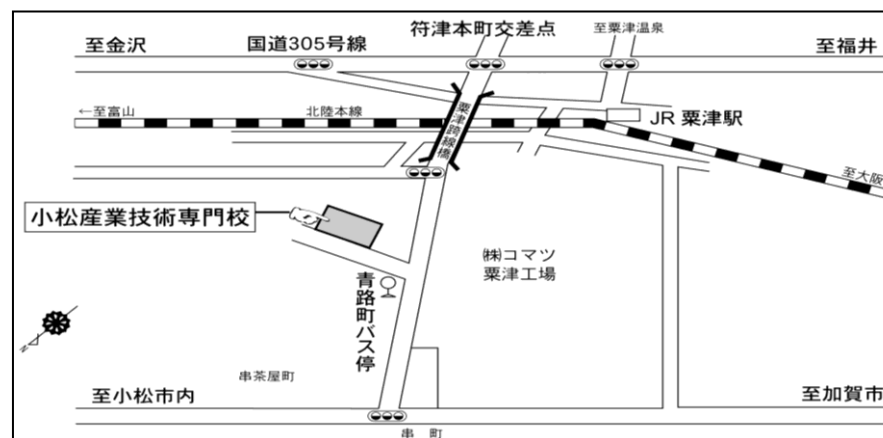 符津本町交差点
至粟津温泉
至金沢
国道305号線
至福井
←至富山
北陸本線
粟津跨線橋
JR 粟津駅
至大阪
小松産業技術専門校
㈱コマツ
粟津工場
青路町バス停
N
串茶屋町
至小松市内
至加賀市
串 町